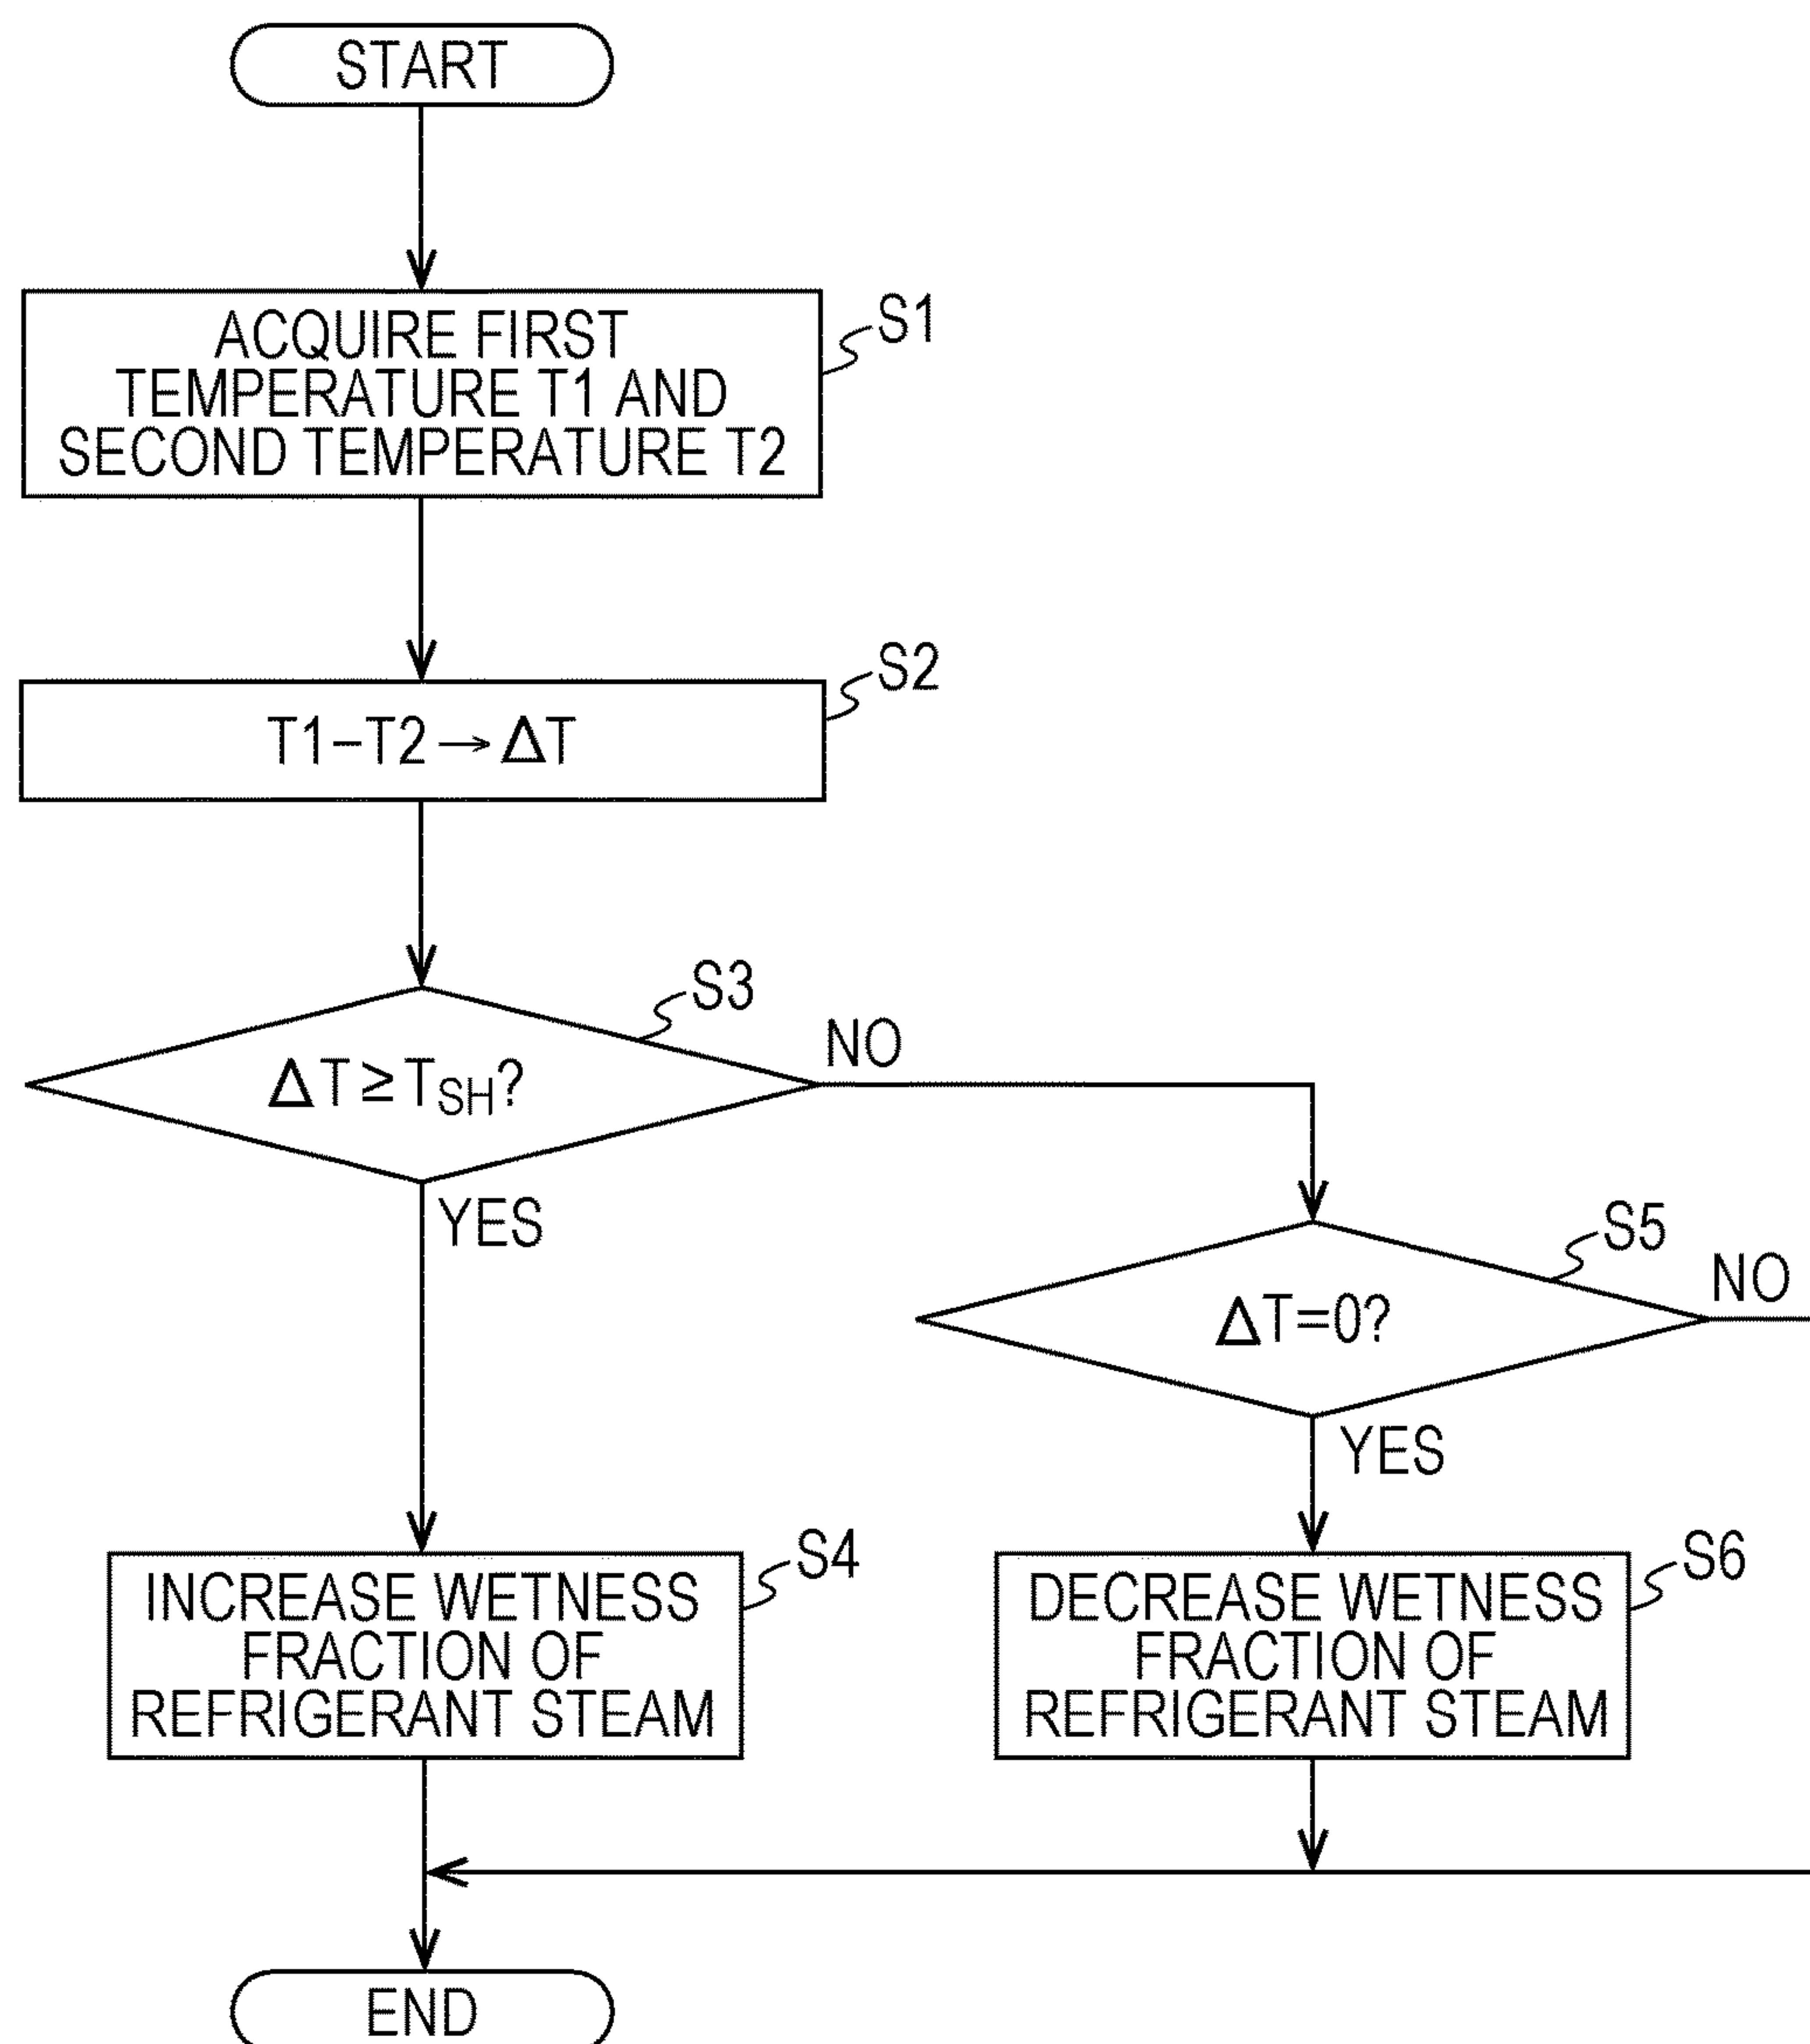 START
ACQUIRE FIRST
TEMPERATURE T1 AND
SECOND TEMPERATURE T2
S1
T1−T2→ΔT
S2
ΔT≥TSH?
S3
NO
YES
ΔT=0?
S5
NO
YES
INCREASE WETNESS
FRACTION OF
REFRIGERANT STEAM
S4
DECREASE WETNESS
FRACTION OF
REFRIGERANT STEAM
S6
END